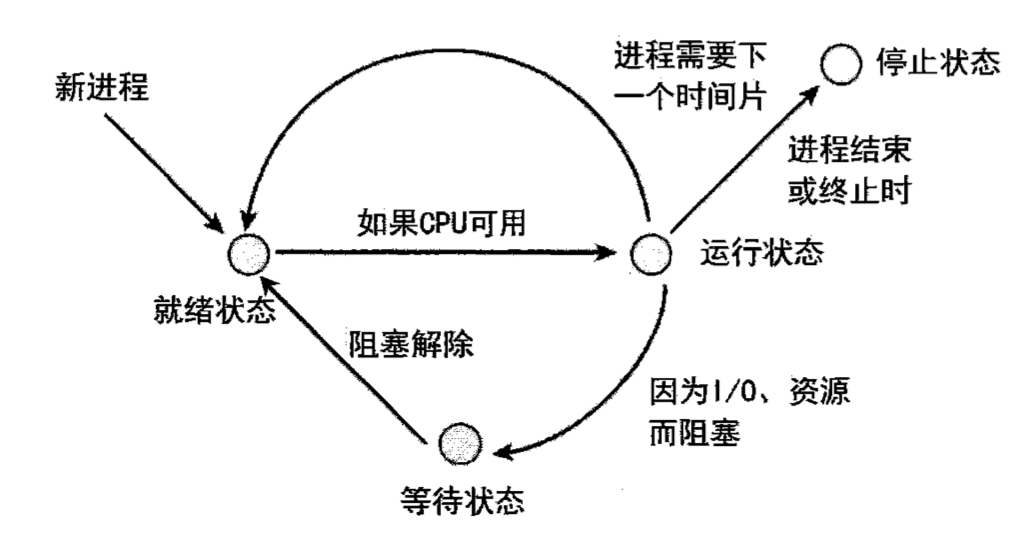 进程需要下
一个时间片
停止状态
新进程
进程结束
或终止时
如果CPU可用
运行状态
就绪状态
阻塞解除
因为I/O、资源
而阻塞
等待状态